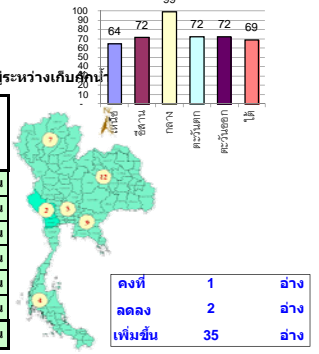 100
90
80
70
60
50
40
30
20
10
-
64
72
99
72
72
69
เหนือ
อีสาน
กลาง
ตะวันตก
ตะวันออก
ใต้
ระหว่างเก็บกักน้ำ
7
12
2
3
9
4
คงที่ 1 อ่าง
ลดลง 2 อ่าง
เพิ่มขึ้น 35 อ่าง